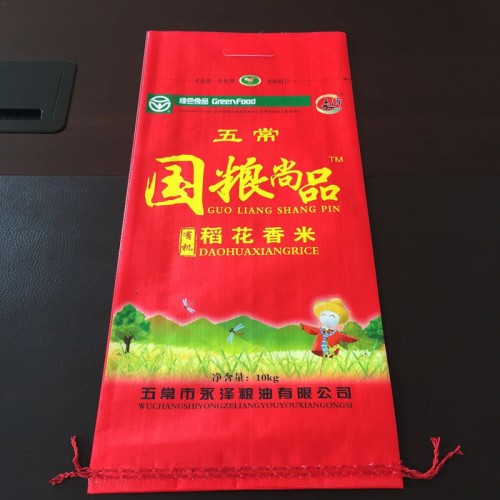 绿色食品 GreenFood
五常
国粮尚品 TM
GUO LIANG SHANG PIN
有机 稻花香米
DAOHUAXIANGRICE
净含量：10kg
五常市永泽粮油有限公司
WUCHANGSHIYONGZELIANGYOUYOUXIANGONGSI